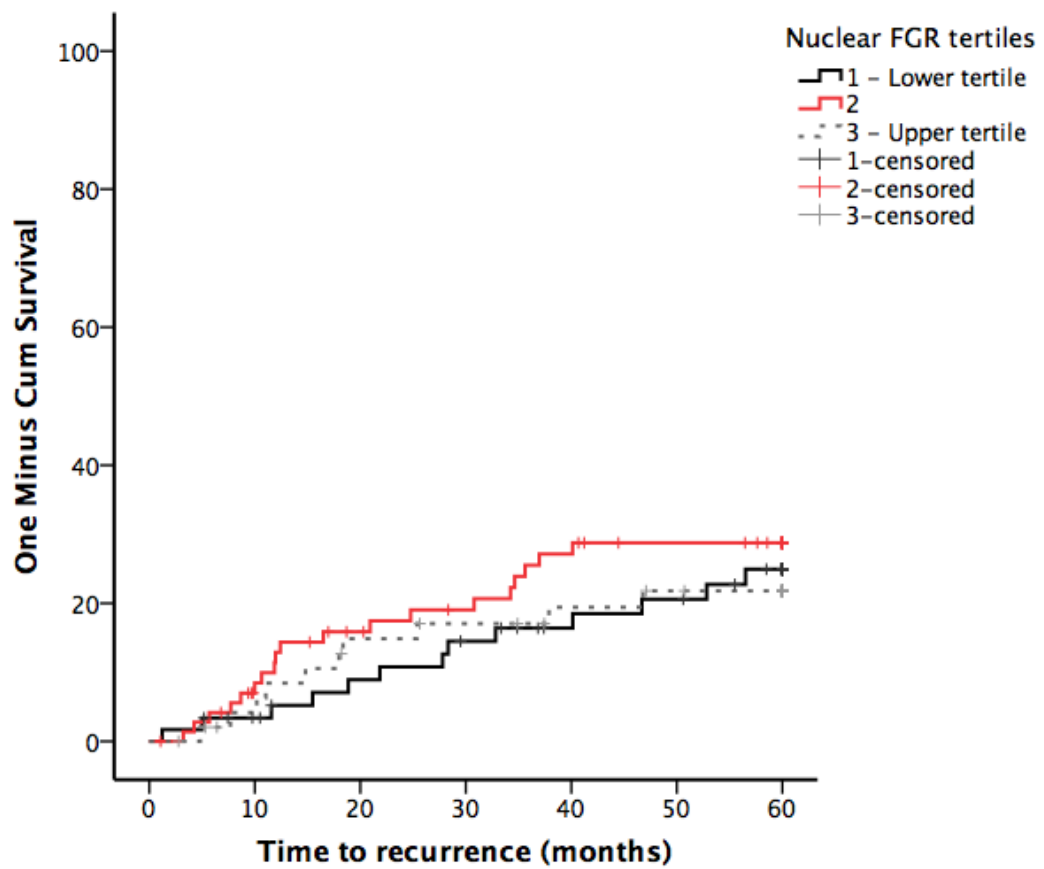 Nuclear FGR tertiles
1 – Lower tertile
2
3 – Upper tertile
1-censored
2-censored
3-censored
One Minus Cum Survival
100
80
60
40
20
0
0 10 20 30 40 50 60
Time to recurrence (months)